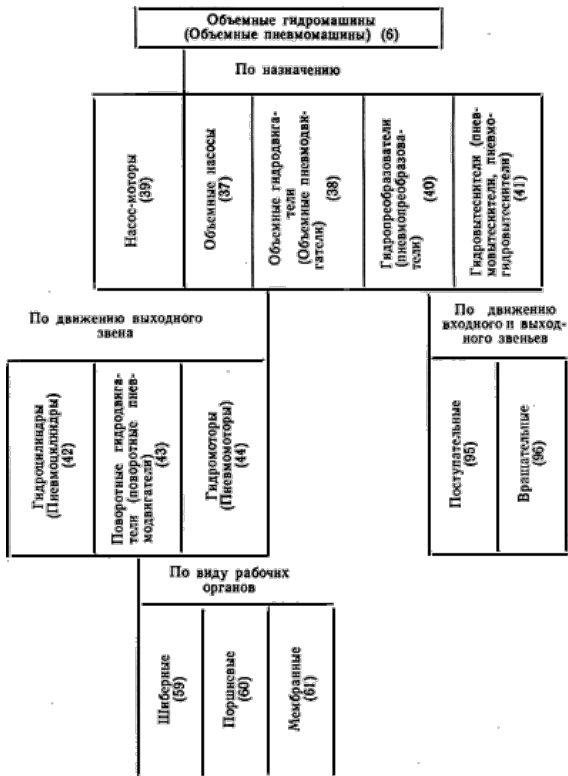 Объемные гидромашины
(Объемные пневмомашины) (6)
По назначению
Насос-моторы
(39)
Объемные насосы
(37)
Объемные гидродвига-
тели
(Объемные пневмодви-
гатели)
(38)
Гидропреобразователи
(пневмопреобразова-
тели)
(40)
Гидровытеснители (пнев-
мовытеснители, пневмо-
гидровытеснители)
(41)
По движению выходного
звена
Гидроцилиндры
(Пневмоцилиндры)
(42)
Поворотные гидродвига-
тели (поворотные пнев-
модвигатели)
(43)
Гидромоторы
(Пневмомоторы)
(44)
По движению
входного и выход-
ного звеньев
Поступательные
(95)
Вращательные
(96)
По виду рабочих
органов
Шиберные
(59)
Поршневые
(60)
Мембранные
(61)